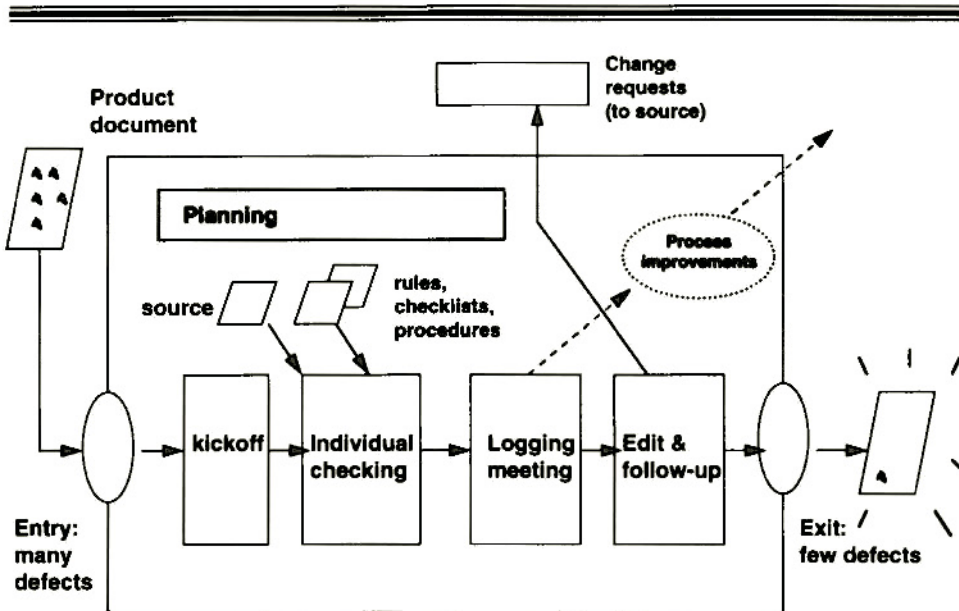 Product
document
Change
requests
(to source)
Planning
Process
improvements
source
rules,
checklists,
procedures
kickoff
Individual
checking
Logging
meeting
Edit &
follow-up
Entry:
many
defects
Exit:
few defects